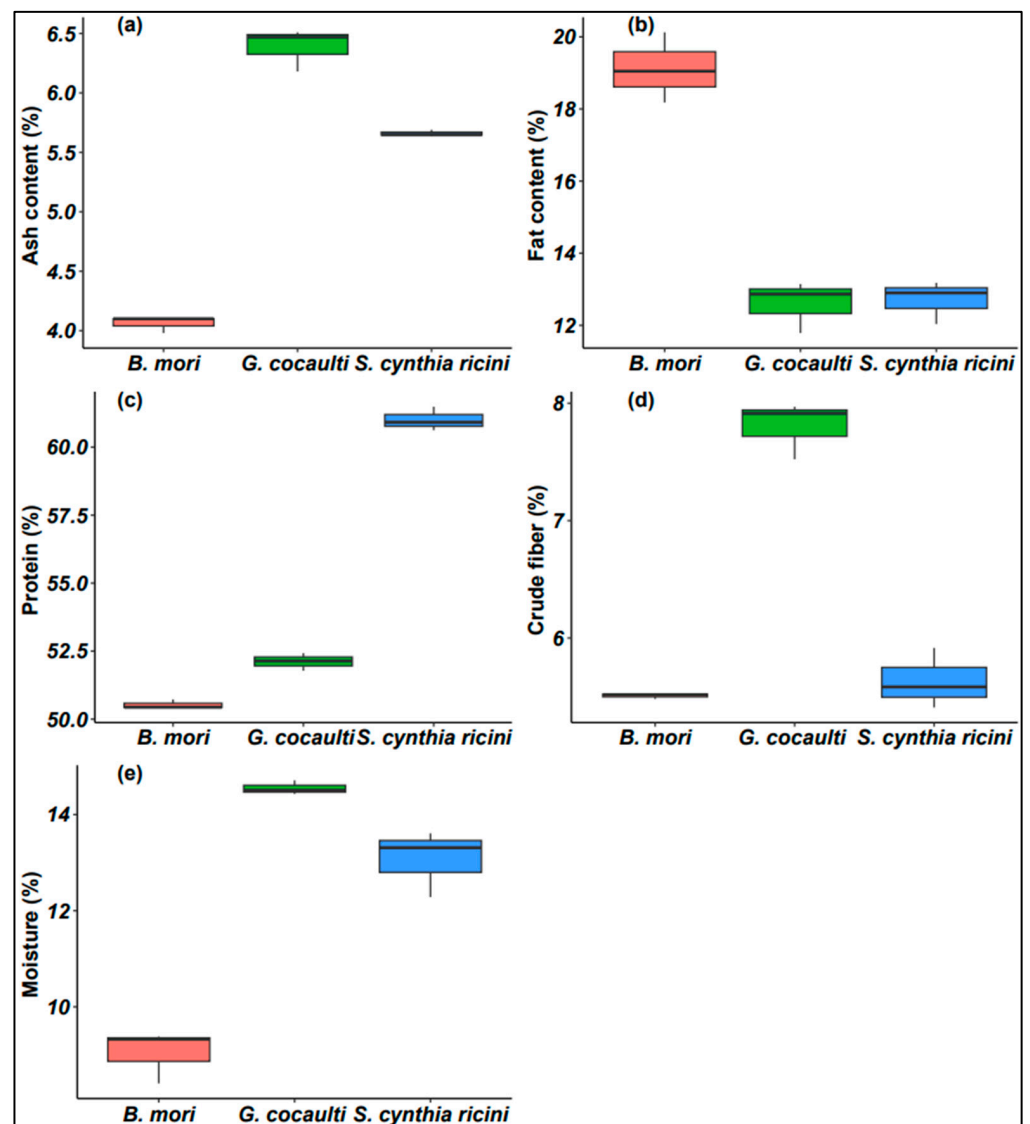 (a)
Ash content (%)
6.5
6.0
5.5
5.0
4.5
4.0
B. mori G. cocaulti S. cynthia ricini
(b)
Fat content (%)
20
18
16
14
12
B. mori G. cocaulti S. cynthia ricini
(c)
Protein (%)
60.0
57.5
55.0
52.5
50.0
B. mori G. cocaulti S. cynthia ricini
(d)
Crude fiber (%)
8
7
6
B. mori G. cocaulti S. cynthia ricini
(e)
Moisture (%)
14
12
10
B. mori G. cocaulti S. cynthia ricini